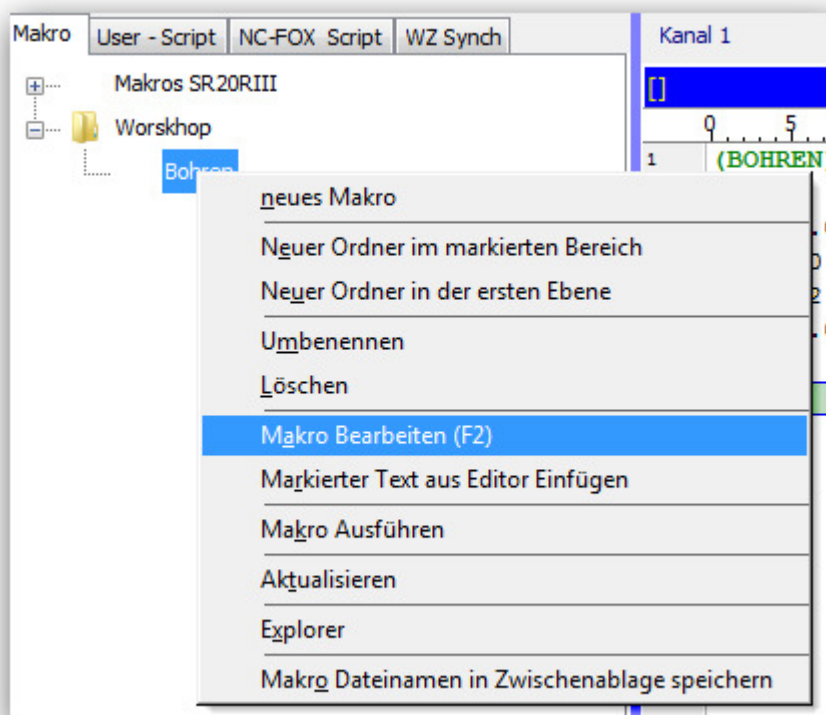 Makro User - Script NC-FOX Script WZ Synch
Kanal 1
Makros SR20RIII
Worskhop
Bohren
[]
0 5
1 (BOHREN
neues Makro
Neuer Ordner im markierten Bereich
Neuer Ordner in der ersten Ebene
Umbenennen
Löschen
Makro Bearbeiten (F2)
Markierter Text aus Editor Einfügen
Makro Ausführen
Aktualisieren
Explorer
Makro Dateinamen in Zwischenablage speichern